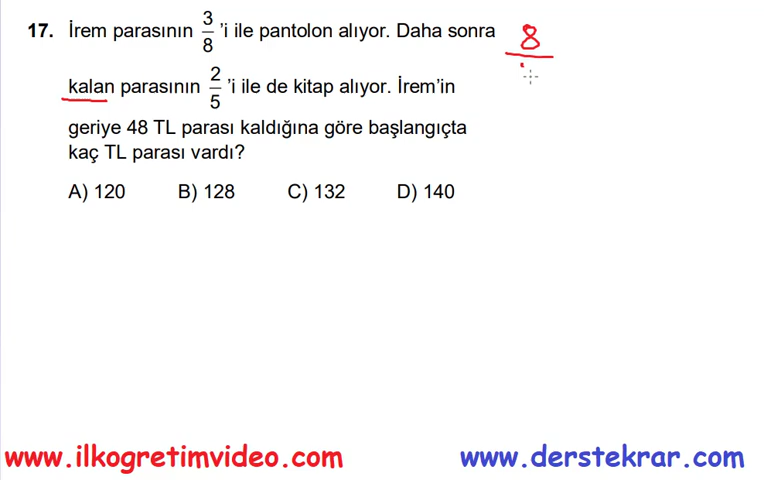 17. İrem parasının 3/8 'i ile pantolon alıyor. Daha sonra
kalan parasının 2/5 'i ile de kitap alıyor. İrem'in
geriye 48 TL parası kaldığına göre başlangıçta
kaç TL parası vardı?
A) 120 B) 128 C) 132 D) 140
8
www.ilkogretimvideo.com www.derstekrar.com